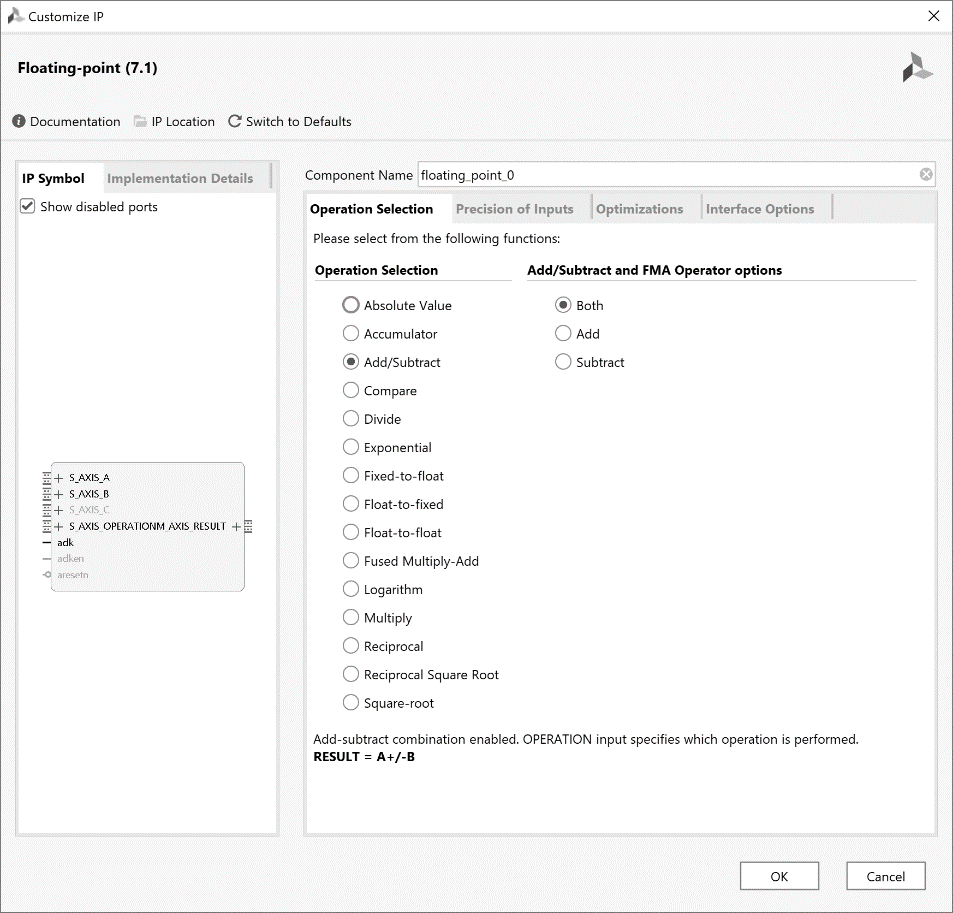 Customize IP
Floating-point (7.1)
Documentation IP Location Switch to Defaults
IP Symbol Implementation Details
Show disabled ports
S_AXIS_A
S_AXIS_B
S_AXIS_C
S_AXIS_OPERATION M_AXIS_RESULT
aclk
aclken
aresetn
Component Name floating_point_0
Operation Selection Precision of Inputs Optimizations Interface Options
Please select from the following functions:
Operation Selection
Absolute Value
Accumulator
Add/Subtract
Compare
Divide
Exponential
Fixed-to-float
Float-to-fixed
Float-to-float
Fused Multiply-Add
Logarithm
Multiply
Reciprocal
Reciprocal Square Root
Square-root
Add/Subtract and FMA Operator options
Both
Add
Subtract
Add-subtract combination enabled. OPERATION input specifies which operation is performed.
RESULT = A+/-B
OK Cancel